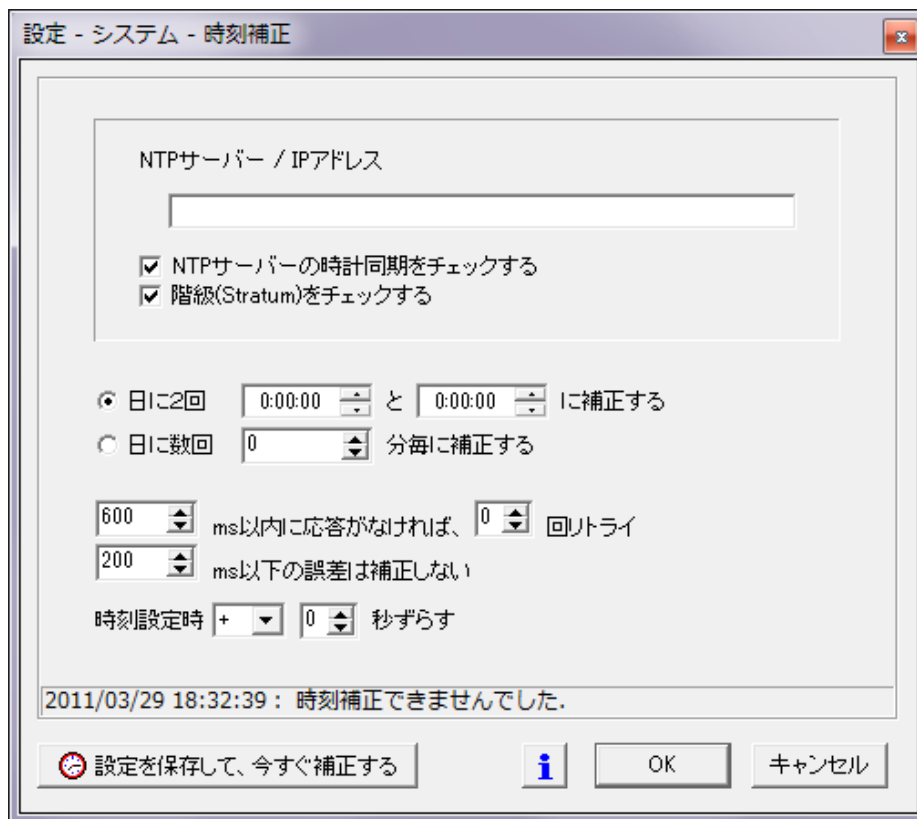 設定 - システム - 時刻補正
NTPサーバー / IPアドレス
NTPサーバーの時計同期をチェックする
階級(Stratum)をチェックする
日に2回 0:00:00 と 0:00:00 に補正する
日に数回 0 分毎に補正する
600 ms以内に応答がなければ、 0 回リトライ
200 ms以下の誤差は補正しない
時刻設定時 + 0 秒ずらす
2011/03/29 18:32:39 : 時刻補正できませんでした.
設定を保存して、今すぐ補正する i OK キャンセル